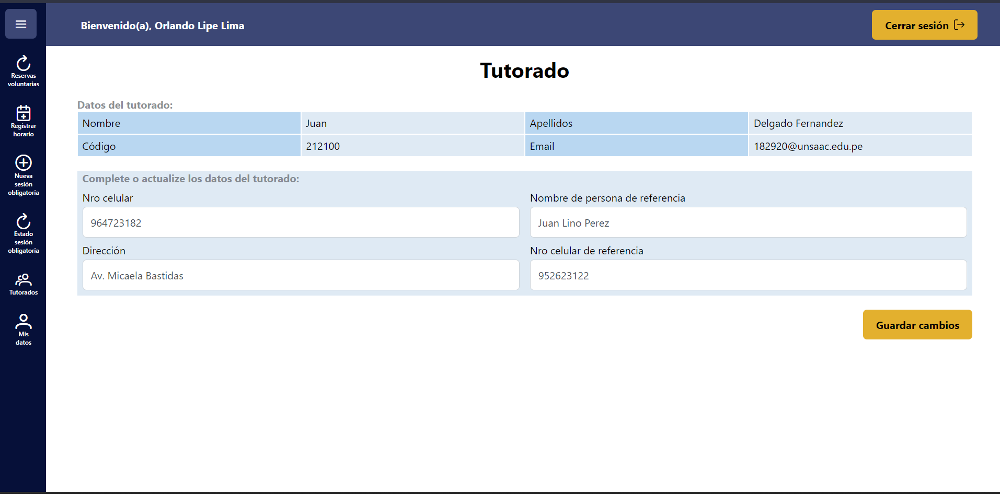 Bienvenido(a), Orlando Lipe Lima
Cerrar sesión
Reservas
voluntarias
Registrar
horario
Nueva
sesión
obligatoria
Estado
sesión
obligatoria
Tutorados
Mis
datos
Tutorado
Datos del tutorado:
Nombre Juan Apellidos Delgado Fernandez
Código 212100 Email 182920@unsaac.edu.pe
Complete o actualize los datos del tutorado:
Nro celular Nombre de persona de referencia
964723182 Juan Lino Perez
Dirección Nro celular de referencia
Av. Micaela Bastidas 952623122
Guardar cambios